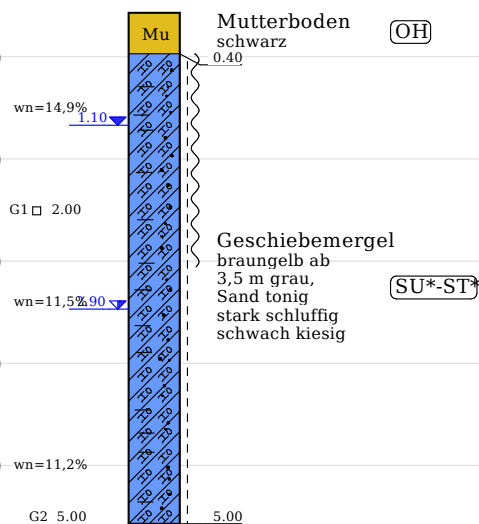 Mutterboden
schwarz
OH
Mu
0.40
wn=14,9%
1.10
G1 2.00
Geschiebemergel
braungelb ab
3,5 m grau,
Sand tonig
stark schluffig
schwach kiesig
SU*-ST*
wn=11,5%
2.90
wn=11,2%
G2 5.00
5.00